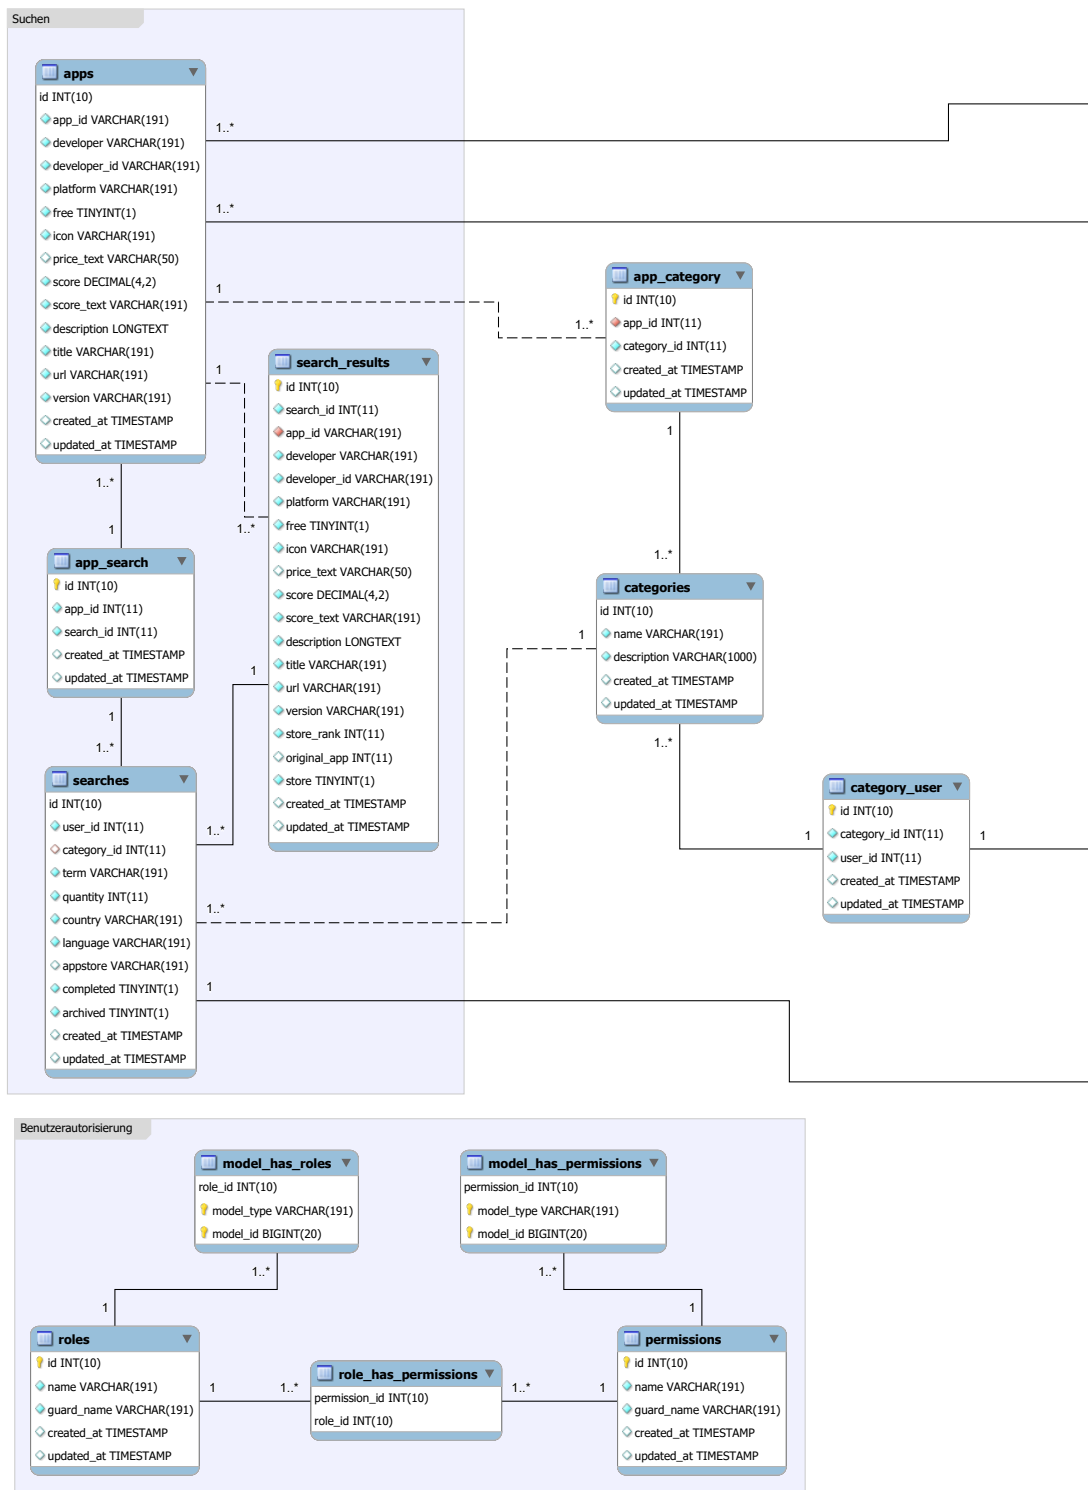 Suchen
apps
id INT(10)
app_id VARCHAR(191)
developer VARCHAR(191)
developer_id VARCHAR(191)
platform VARCHAR(191)
free TINYINT(1)
icon VARCHAR(191)
price_text VARCHAR(50)
score DECIMAL(4,2)
score_text VARCHAR(191)
description LONGTEXT
title VARCHAR(191)
url VARCHAR(191)
version VARCHAR(191)
created_at TIMESTAMP
updated_at TIMESTAMP
1..*
1..*
1
1..*
1
1..*
1..*
1
app_category
id INT(10)
app_id INT(11)
category_id INT(11)
created_at TIMESTAMP
updated_at TIMESTAMP
1
1..*
search_results
id INT(10)
search_id INT(11)
app_id VARCHAR(191)
developer VARCHAR(191)
developer_id VARCHAR(191)
platform VARCHAR(191)
free TINYINT(1)
icon VARCHAR(191)
price_text VARCHAR(50)
score DECIMAL(4,2)
score_text VARCHAR(191)
description LONGTEXT
title VARCHAR(191)
url VARCHAR(191)
version VARCHAR(191)
store_rank INT(11)
original_app INT(11)
store TINYINT(1)
created_at TIMESTAMP
updated_at TIMESTAMP
app_search
id INT(10)
app_id INT(11)
search_id INT(11)
created_at TIMESTAMP
updated_at TIMESTAMP
1
1..*
1
1..*
categories
id INT(10)
name VARCHAR(191)
description VARCHAR(1000)
created_at TIMESTAMP
updated_at TIMESTAMP
1
1..*
1..*
1
category_user
id INT(10)
category_id INT(11)
user_id INT(11)
created_at TIMESTAMP
updated_at TIMESTAMP
1
searches
id INT(10)
user_id INT(11)
category_id INT(11)
term VARCHAR(191)
quantity INT(11)
country VARCHAR(191)
language VARCHAR(191)
appstore VARCHAR(191)
completed TINYINT(1)
archived TINYINT(1)
created_at TIMESTAMP
updated_at TIMESTAMP
1
Benutzerautorisierung
model_has_roles
role_id INT(10)
model_type VARCHAR(191)
model_id BIGINT(20)
1..*
1
model_has_permissions
permission_id INT(10)
model_type VARCHAR(191)
model_id BIGINT(20)
1..*
1
roles
id INT(10)
name VARCHAR(191)
guard_name VARCHAR(191)
created_at TIMESTAMP
updated_at TIMESTAMP
1
1..*
role_has_permissions
permission_id INT(10)
role_id INT(10)
1..*
1
permissions
id INT(10)
name VARCHAR(191)
guard_name VARCHAR(191)
created_at TIMESTAMP
updated_at TIMESTAMP